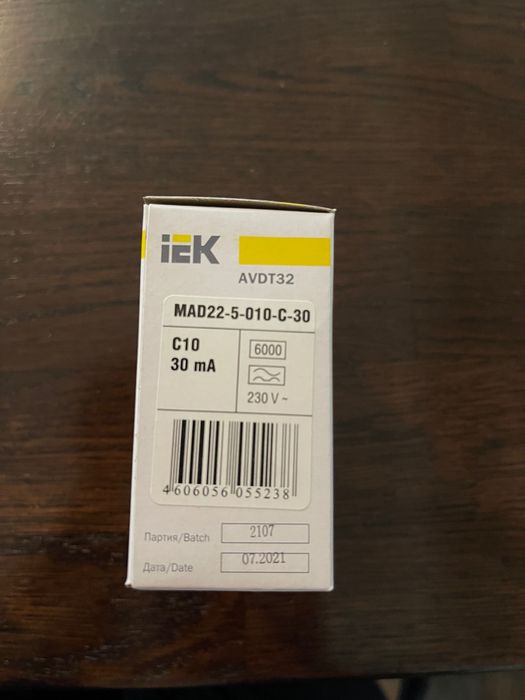 iEK
AVDT32
MAD22-5-010-C-30
C10
30 mA
6000
230 V ~
4 606056 055238
Партия/Batch 2107
Дата/Date 07.2021